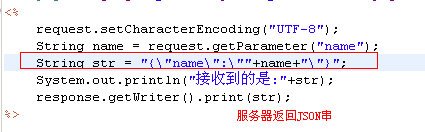 <%
request.setCharacterEncoding("UTF-8");
String name = request.getParameter("name");
String str = "{\"name\":\""+name+"\"}";
System.out.println("接收到的是:"+str);
response.getWriter().print(str);
%>
服务器返回JSON串